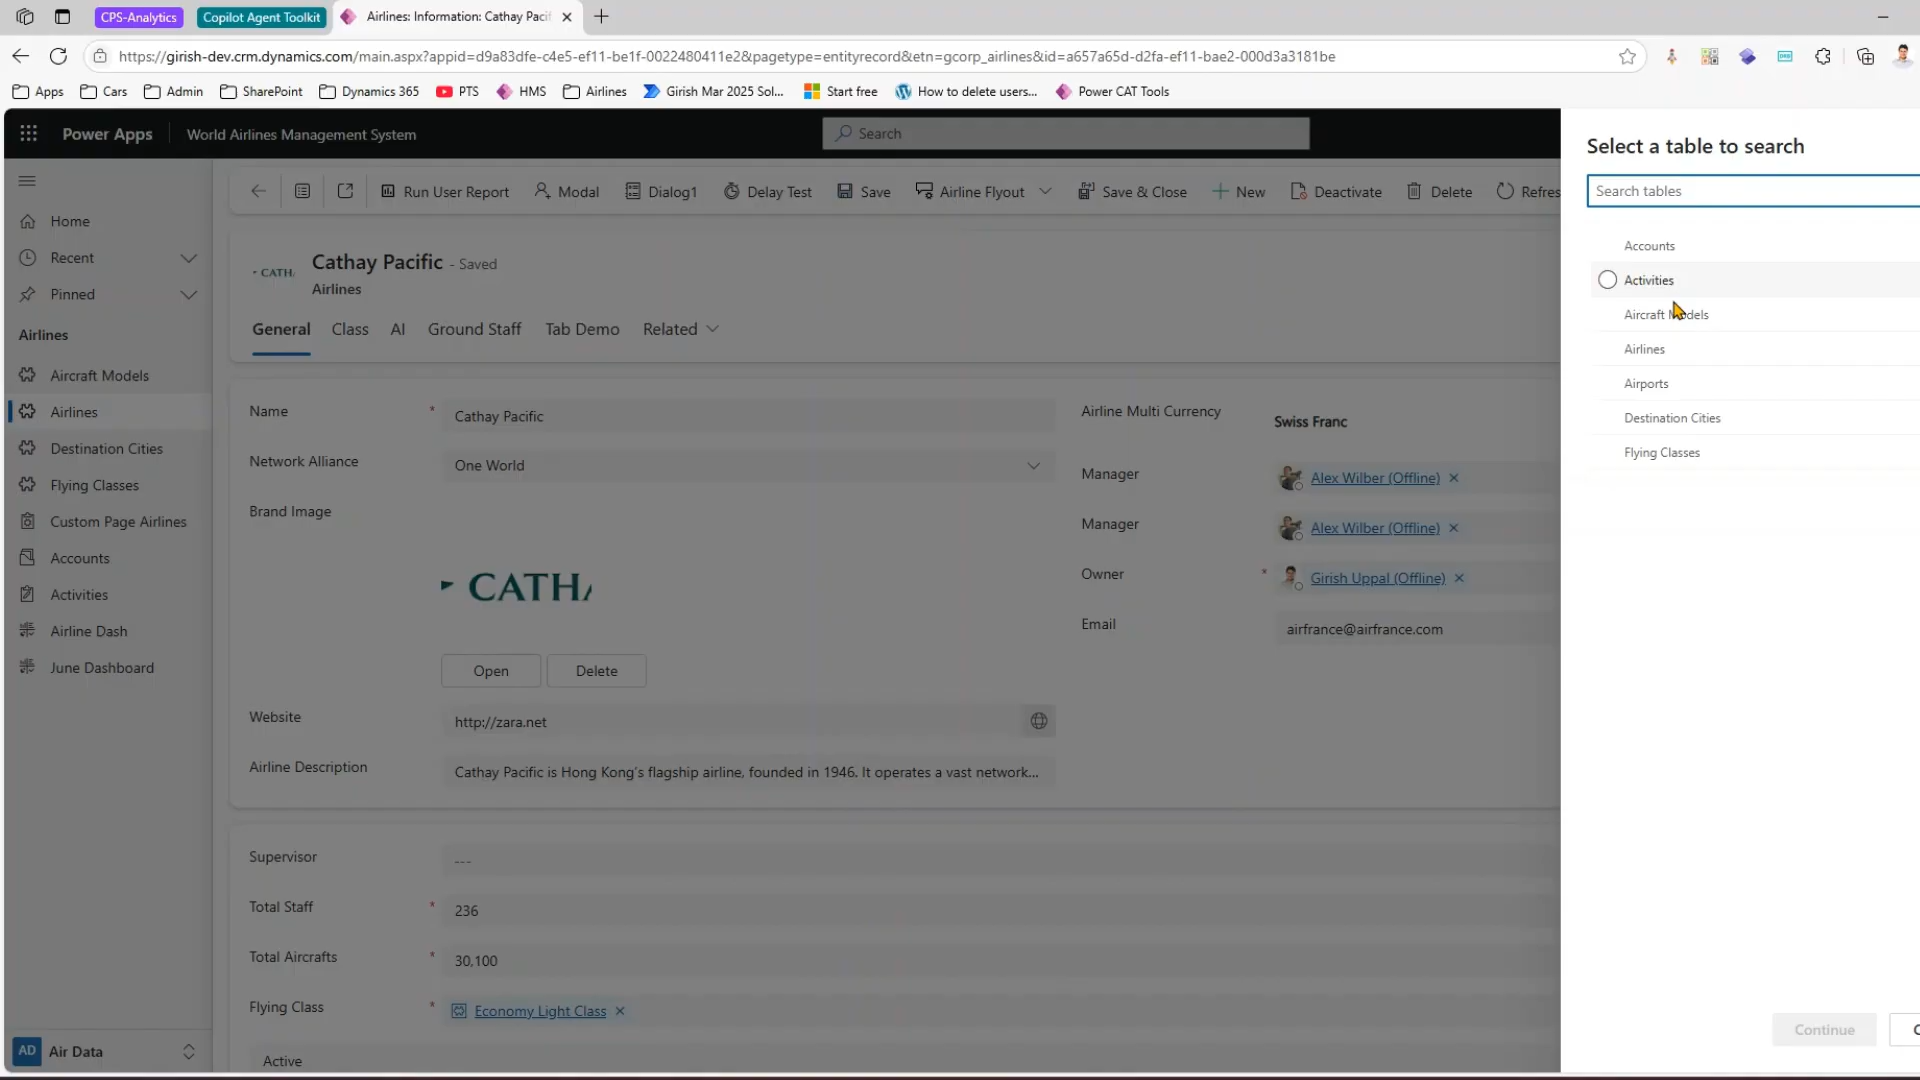 CPS-Analytics
Copilot Agent Toolkit
Airlines: Information: Cathay Pacif
https://girish-dev.crm.dynamics.com/main.aspx?appid=d9a83dfe-c4e5-ef11-be1f-0022480411e2&pagetype=entityrecord&etn=gcorp_airlines&id=a657a65d-d2fa-ef11-bae2-000d3a3181be
Apps
Cars
Admin
SharePoint
Dynamics 365
PTS
HMS
Airlines
Girish Mar 2025 Sol...
Start free
How to delete users...
Power CAT Tools
Power Apps
World Airlines Management System
Search
Run User Report
Modal
Dialog1
Delay Test
Save
Airline Flyout
Save & Close
New
Deactivate
Delete
Refres
Home
Recent
Pinned
Airlines
Aircraft Models
Airlines
Destination Cities
Flying Classes
Custom Page Airlines
Accounts
Activities
Airline Dash
June Dashboard
AD Air Data
CATH
Cathay Pacific - Saved
Airlines
General
Class
AI
Ground Staff
Tab Demo
Related
Name * Cathay Pacific
Network Alliance One World
Brand Image
CATHA
Open
Delete
Website http://zara.net
Airline Description Cathay Pacific is Hong Kong's flagship airline, founded in 1946. It operates a vast network...
Airline Multi Currency Swiss Franc
Manager Alex Wilber (Offline)
Manager Alex Wilber (Offline)
Owner * Girish Uppal (Offline)
Email airfrance@airfrance.com
Supervisor ---
Total Staff * 236
Total Aircrafts * 30,100
Flying Class * Economy Light Class
Active
Select a table to search
Search tables
Accounts
Activities
Aircraft Models
Airlines
Airports
Destination Cities
Flying Classes
Continue